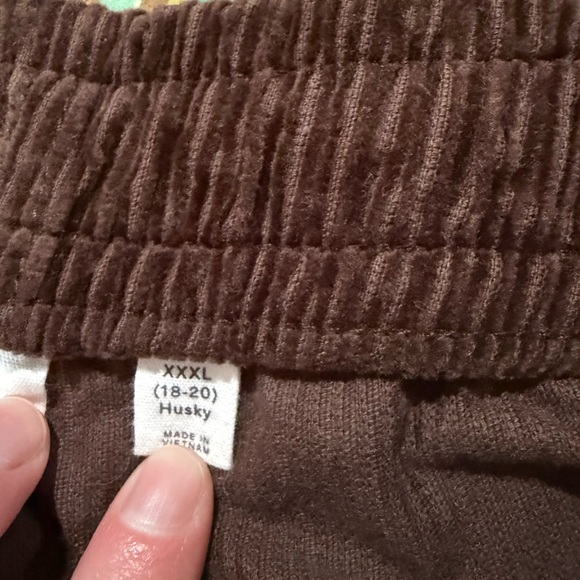 XXXL
(18-20)
Husky
MADE IN
VIETNAM